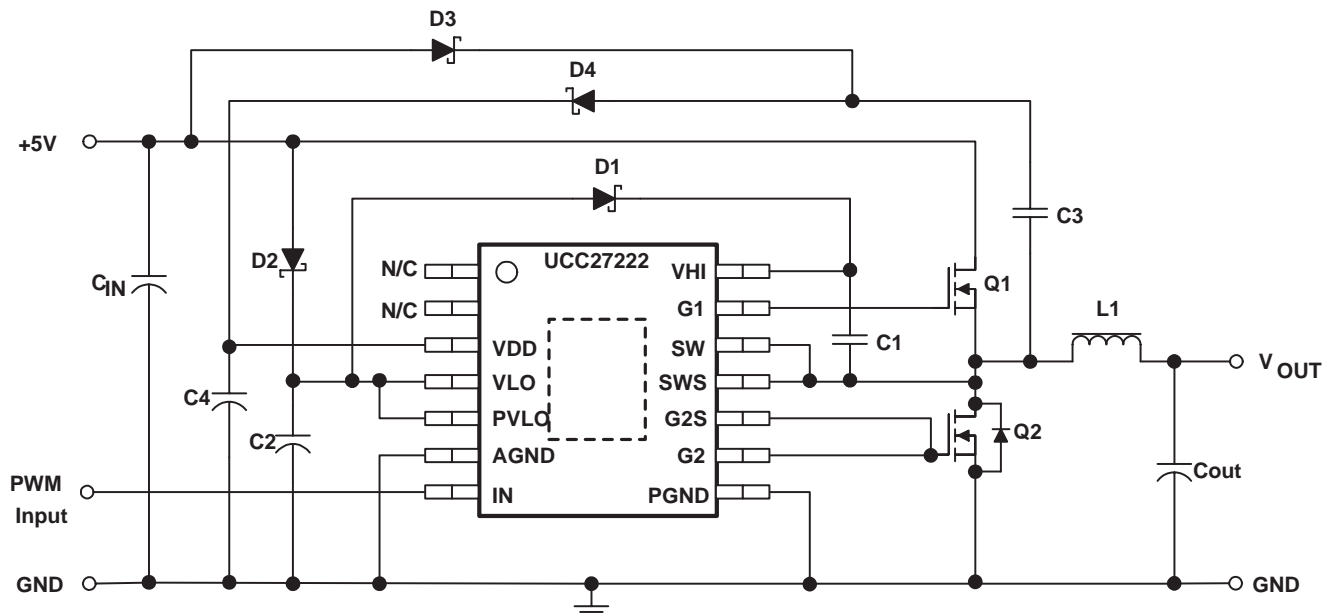 D3
D4
+5V
D1
C3
D2
N/C
UCC27222
VHI
Q1
CIN
N/C
G1
L1
VDD
SW
C1
VOUT
C4
VLO
SWS
C2
PVLO
G2S
Q2
AGND
G2
Cout
PWM
Input
IN
PGND
GND
GND